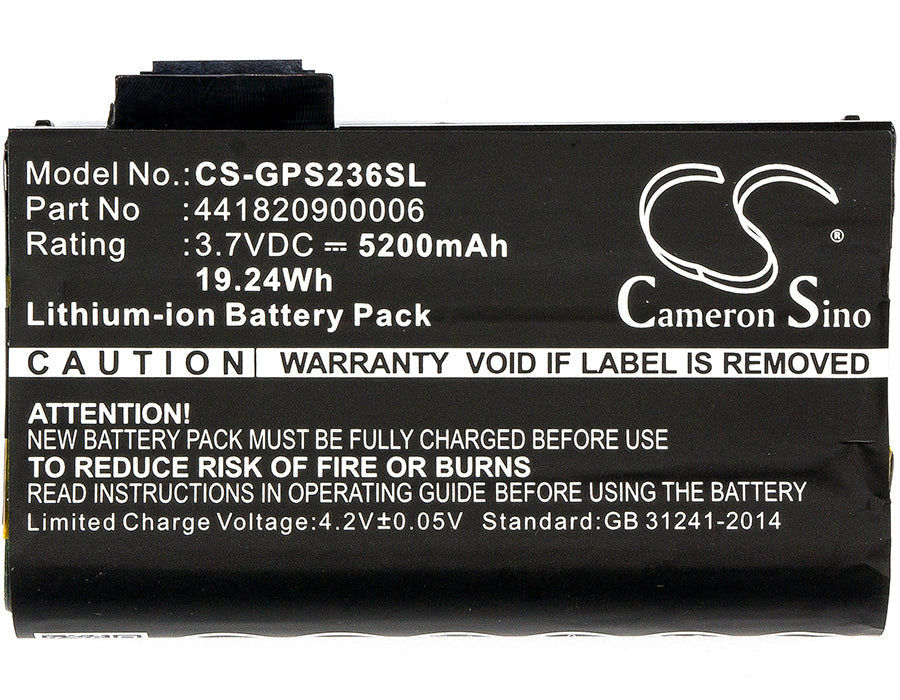 Model No.:CS-GPS236SL
Part No :441820900006
Rating :3.7VDC ⎓ 5200mAh
19.24Wh
Lithium-ion Battery Pack
CS
®
Cameron Sino
CAUTION WARRANTY VOID IF LABEL IS REMOVED
ATTENTION!
NEW BATTERY PACK MUST BE FULLY CHARGED BEFORE USE
TO REDUCE RISK OF FIRE OR BURNS
READ INSTRUCTIONS IN OPERATING GUIDE BEFORE USING THE BATTERY
Limited Charge Voltage:4.2V±0.05V Standard:GB 31241-2014